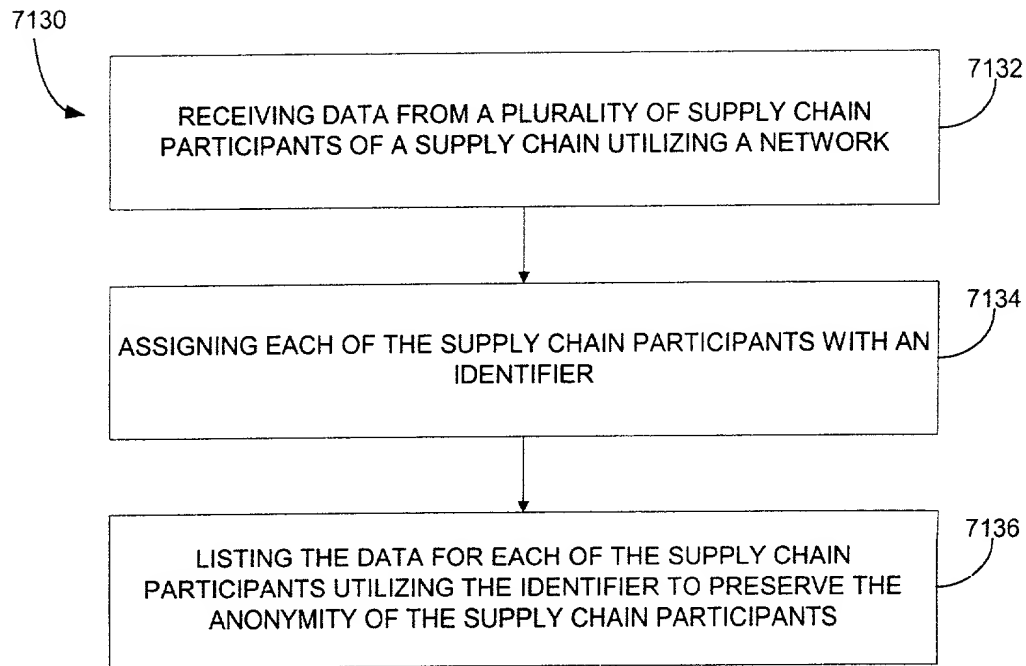 7130
7132
RECEIVING DATA FROM A PLURALITY OF SUPPLY CHAIN
PARTICIPANTS OF A SUPPLY CHAIN UTILIZING A NETWORK
7134
ASSIGNING EACH OF THE SUPPLY CHAIN PARTICIPANTS WITH AN
IDENTIFIER
7136
LISTING THE DATA FOR EACH OF THE SUPPLY CHAIN
PARTICIPANTS UTILIZING THE IDENTIFIER TO PRESERVE THE
ANONYMITY OF THE SUPPLY CHAIN PARTICIPANTS